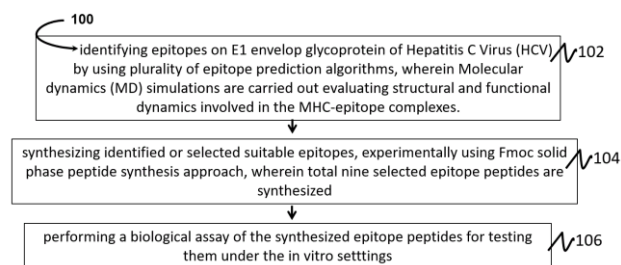 100
identifying epitopes on E1 envelop glycoprotein of Hepatitis C Virus (HCV)
102
by using plurality of epitope prediction algorithms, wherein Molecular
dynamics (MD) simulations are carried out evaluating structural and functional
dynamics involved in the MHC-epitope complexes.
synthesizing identified or selected suitable epitopes, experimentally using Fmoc solid
104
phase peptide synthesis approach, wherein total nine selected epitope peptides are
synthesized
performing a biological assay of the synthesized epitope peptides for testing
106
them under the in vitro setttings